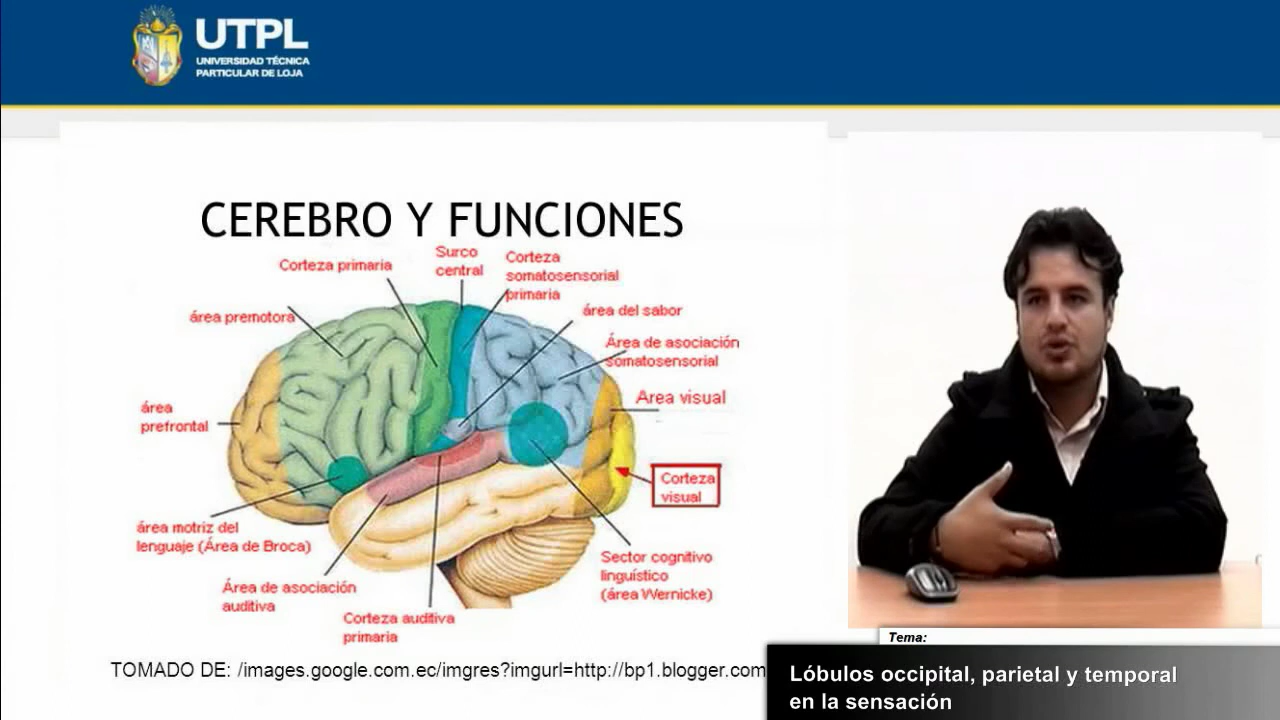 UTPL
UNIVERSIDAD TÉCNICA
PARTICULAR DE LOJA
CEREBRO Y FUNCIONES
Corteza primaria
Surco
central
Corteza
somatosensorial
primaria
área premotora
área del sabor
Área de asociación
somatosensorial
Area visual
área
prefrontal
Corteza
visual
área motriz del
lenguaje (Área de Broca)
Sector cognitivo
linguístico
(área Wernicke)
Área de asociación
auditiva
Corteza auditiva
primaria
TOMADO DE: /images.google.com.ec/imgres?imgurl=http://bp1.blogger.com
Tema:
Lóbulos occipital, parietal y temporal
en la sensación